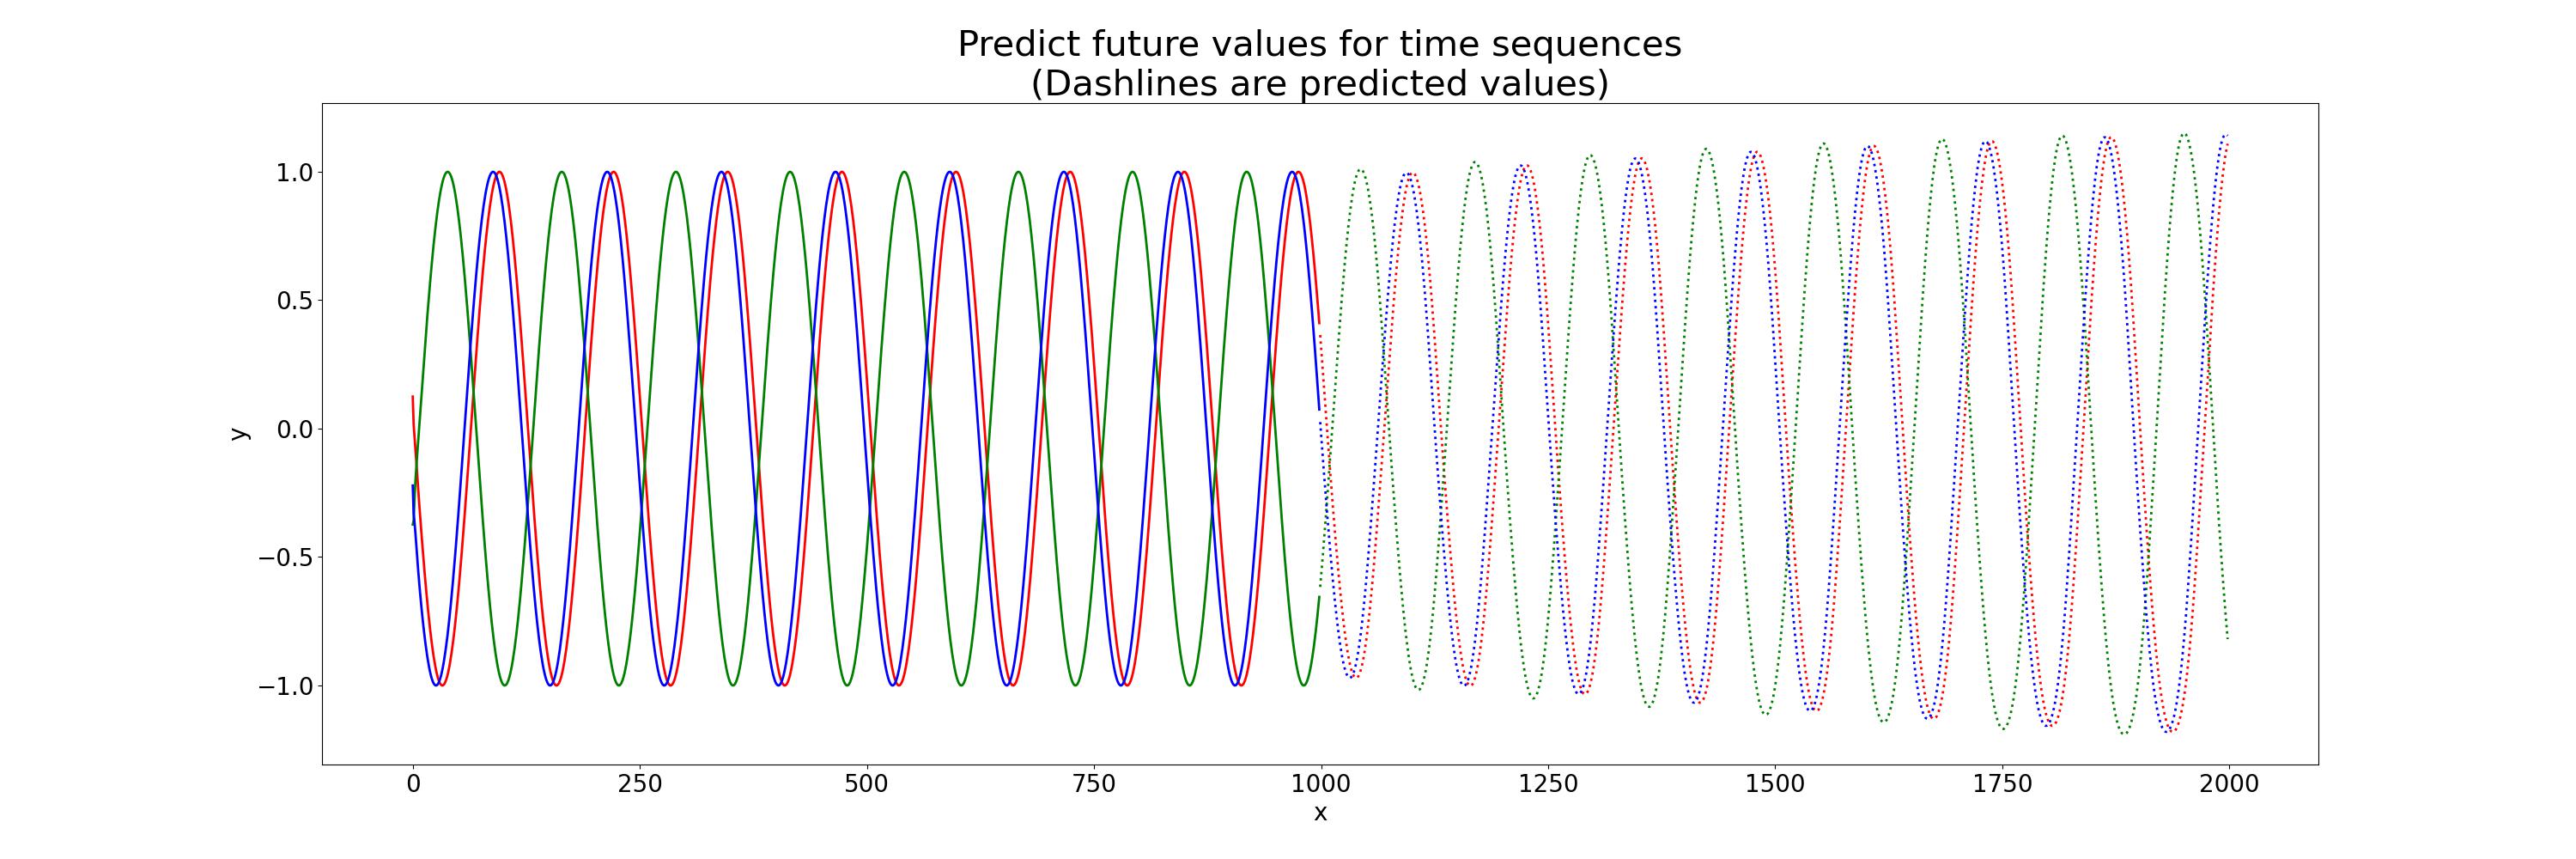 Predict future values for time sequences
(Dashlines are predicted values)
1.0
0.5
0.0
−0.5
−1.0
y
0 250 500 750 1000 1250 1500 1750 2000
x